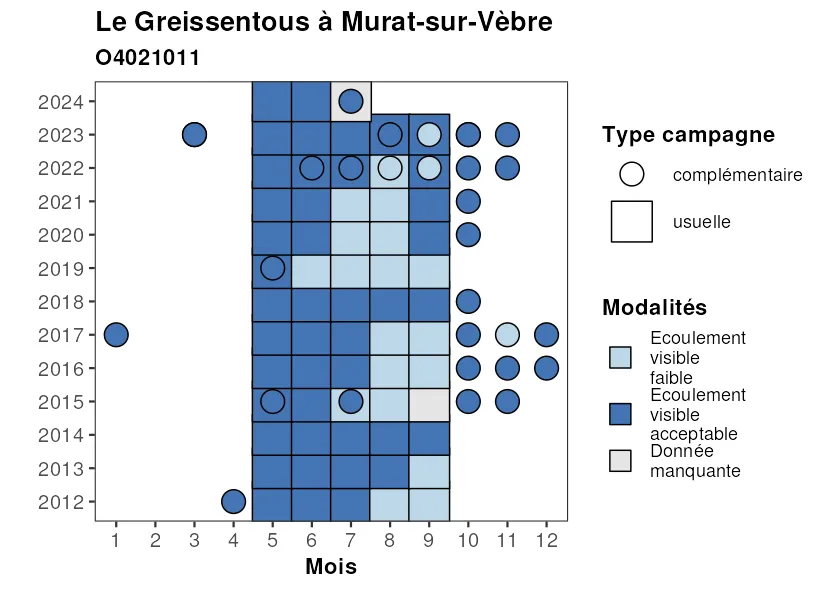 Le Greissentous à Murat-sur-Vèbre
O4021011
2024
2023
2022
2021
2020
2019
2018
2017
2016
2015
2014
2013
2012
1 2 3 4 5 6 7 8 9 10 11 12
Mois
Type campagne
complémentaire
usuelle
Modalités
Ecoulement
visible
faible
Ecoulement
visible
acceptable
Donnée
manquante